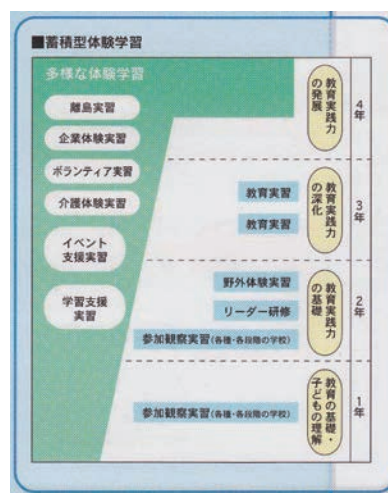 ■蓄積型体験学習
多様な体験学習
離島実習
企業体験実習
ボランティア実習
介護体験実習
イベント
支援実習
学習支援
実習
教育実践力
の発展
4年
教育実習
教育実習
教育実践力
の深化
3年
野外体験実習
リーダー研修
参加観察実習(各種・各段階の学校)
教育実践力
の基礎
2年
参加観察実習(各種・各段階の学校)
教育の基礎・
子どもの理解
1年